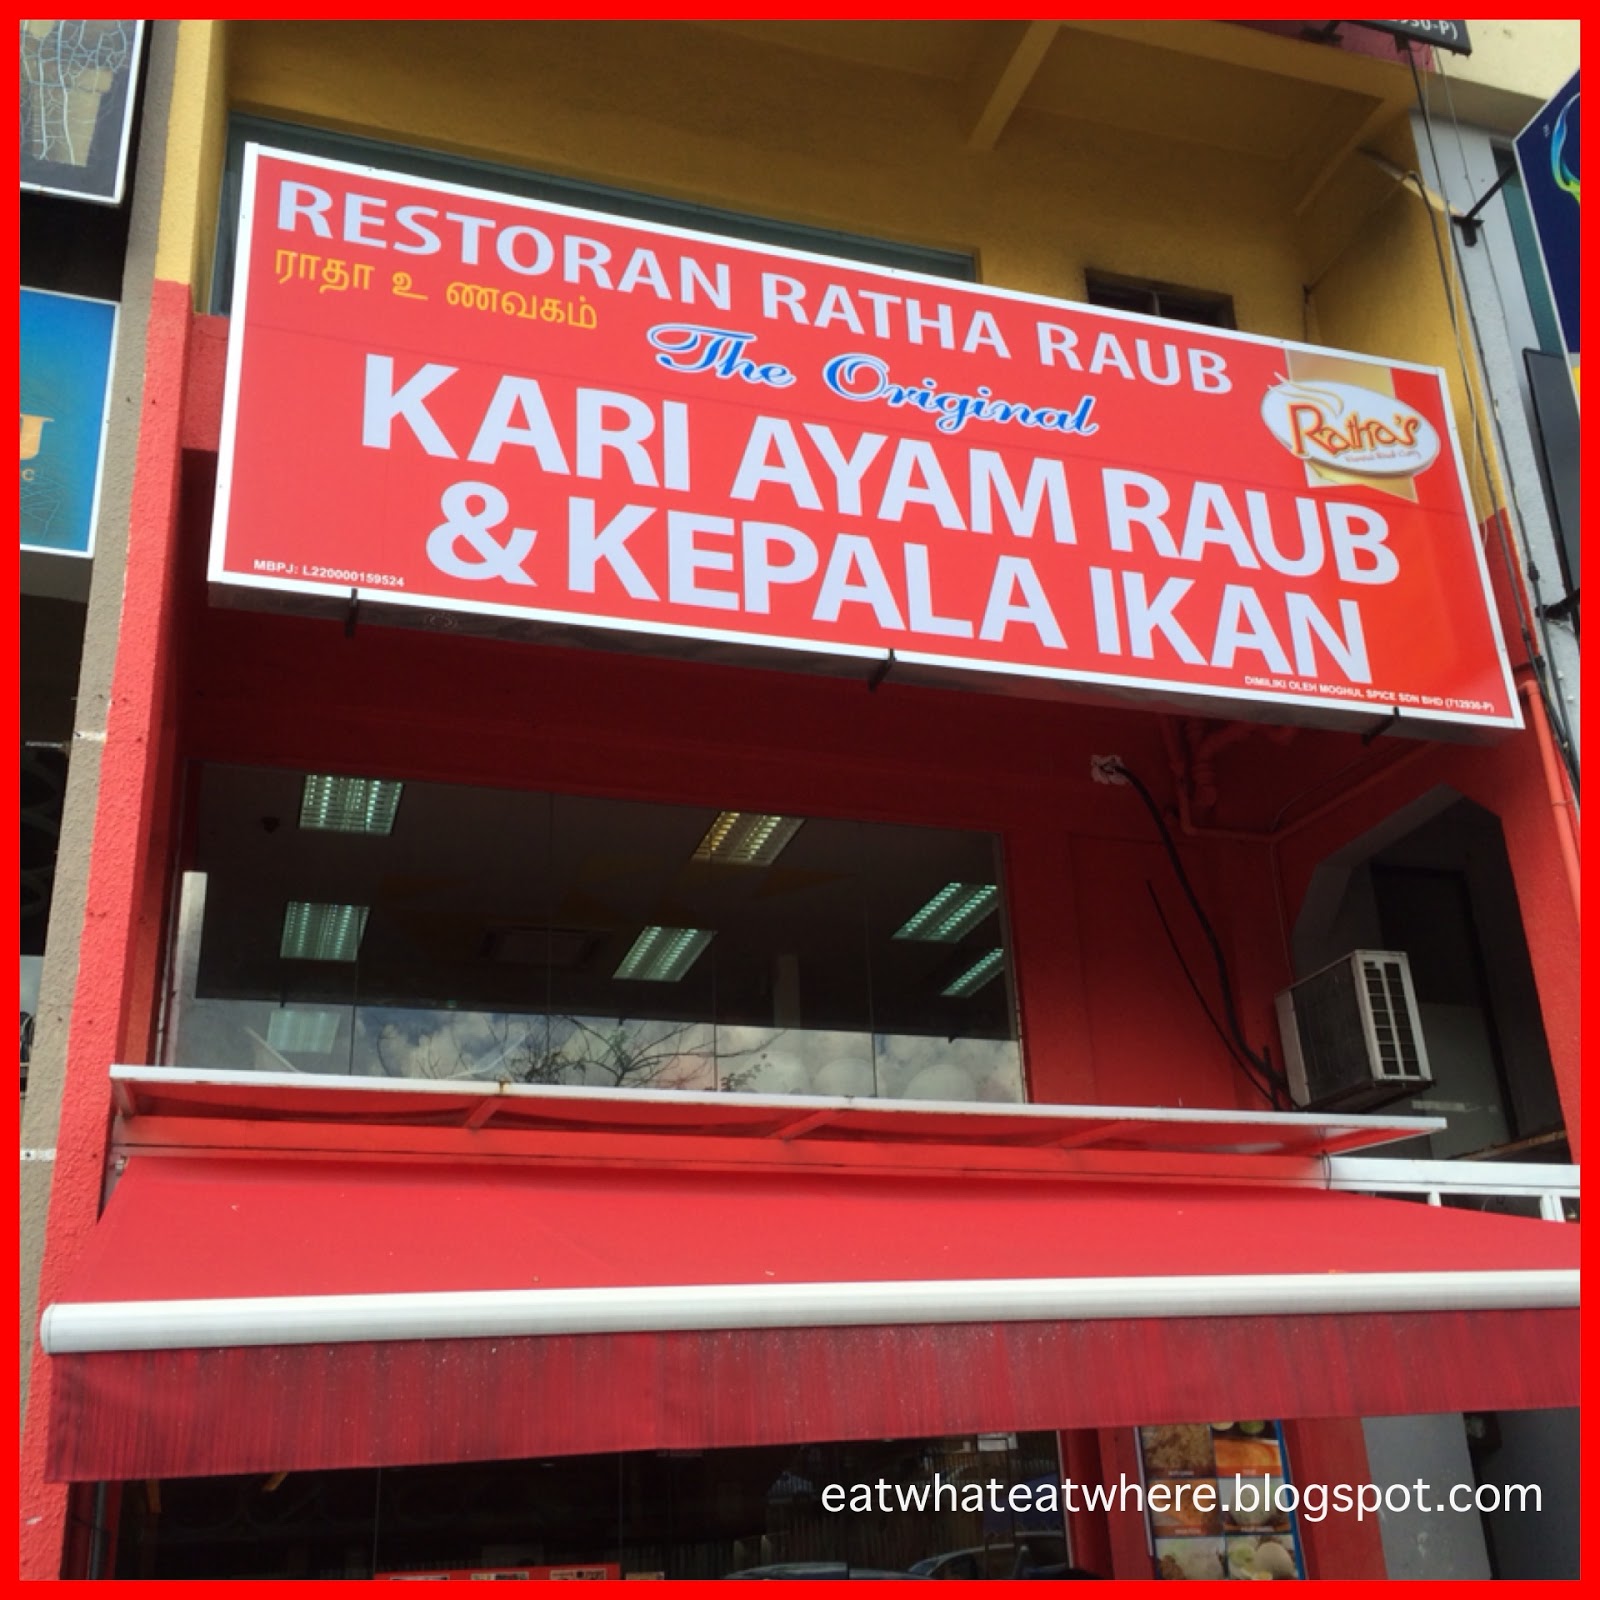 RESTORAN RATHA RAUB
ராதா உ ணவகம்
The Original
Ratha's
KARI AYAM RAUB
& KEPALA IKAN
MBPJ: L220000159524
DIMILIKI OLEH MOGHUL SPICE SDN BHD (712930-P)
eatwhateatwhere.blogspot.com